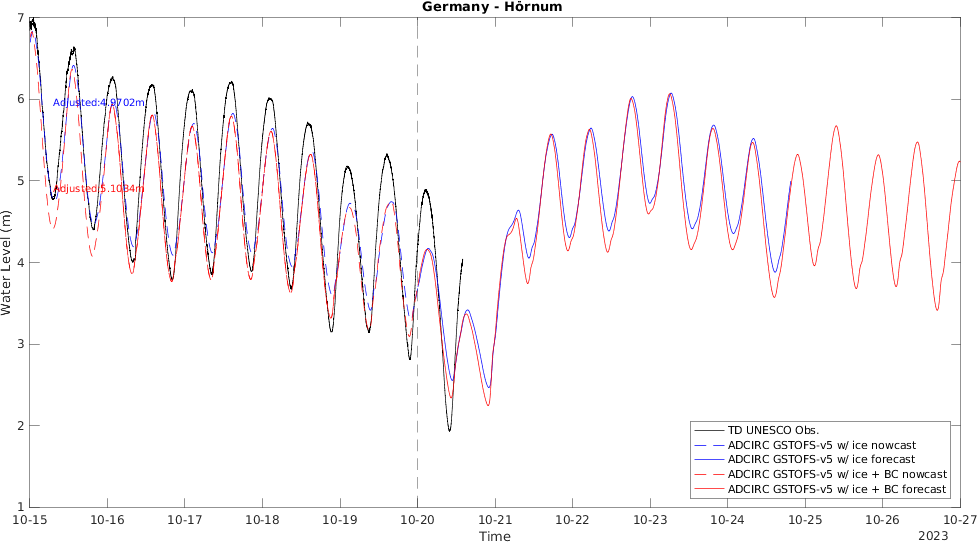 Germany - Hörnum
Water Level (m)
7
6
5
4
3
2
1
Adjusted:4.9702m
Adjusted:5.1084m
TD UNESCO Obs.
ADCIRC GSTOFS-v5 w/ ice nowcast
ADCIRC GSTOFS-v5 w/ ice forecast
ADCIRC GSTOFS-v5 w/ ice + BC nowcast
ADCIRC GSTOFS-v5 w/ ice + BC forecast
10-15 10-16 10-17 10-18 10-19 10-20 10-21 10-22 10-23 10-24 10-25 10-26 10-27
Time
2023